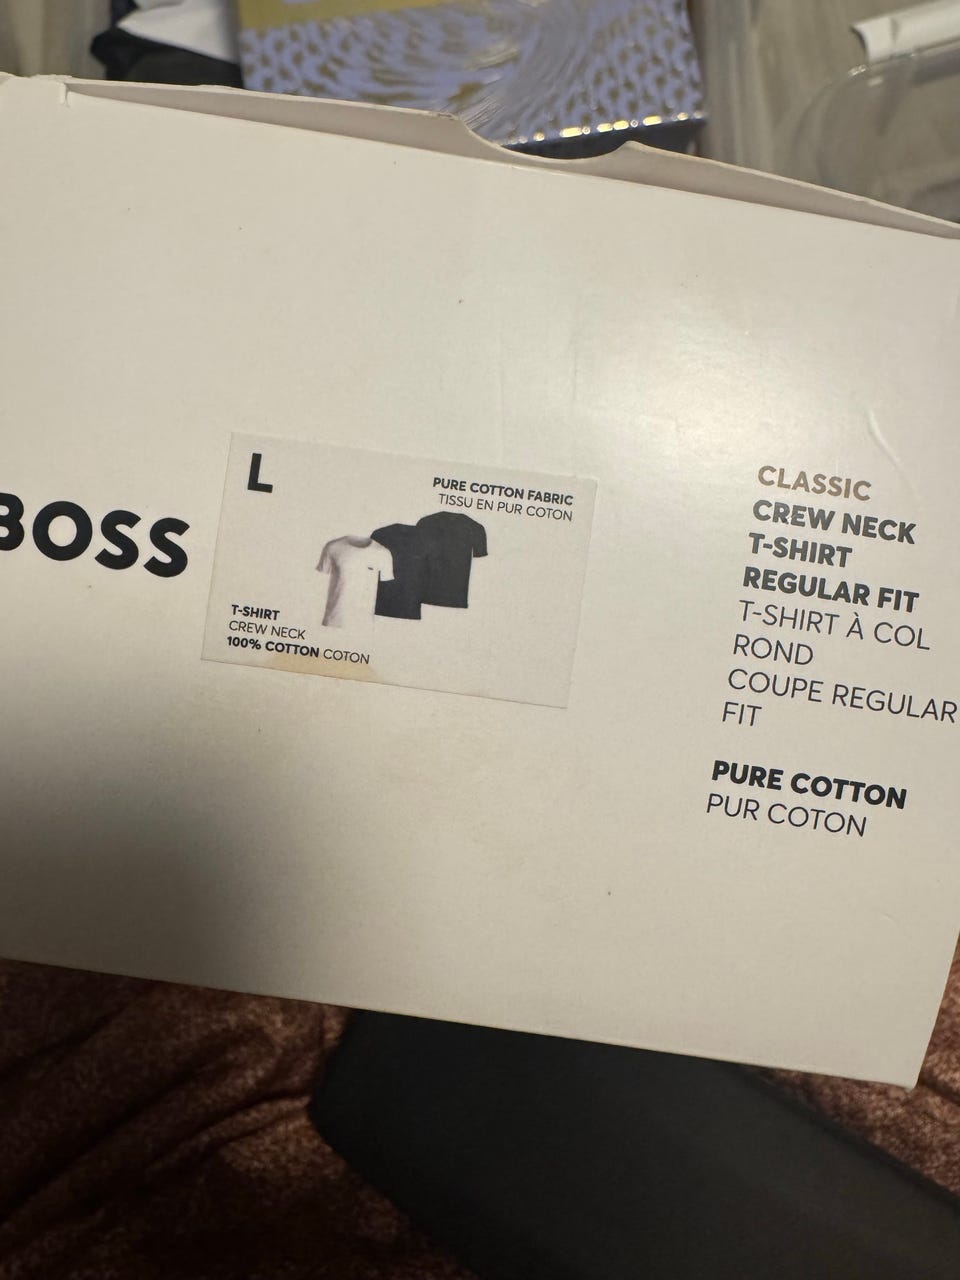 BOSS
L
PURE COTTON FABRIC
TISSU EN PUR COTON
T-SHIRT
CREW NECK
100% COTTON COTON
CLASSIC
CREW NECK
T-SHIRT
REGULAR FIT
T-SHIRT À COL
ROND
COUPE REGULAR
FIT
PURE COTTON
PUR COTON